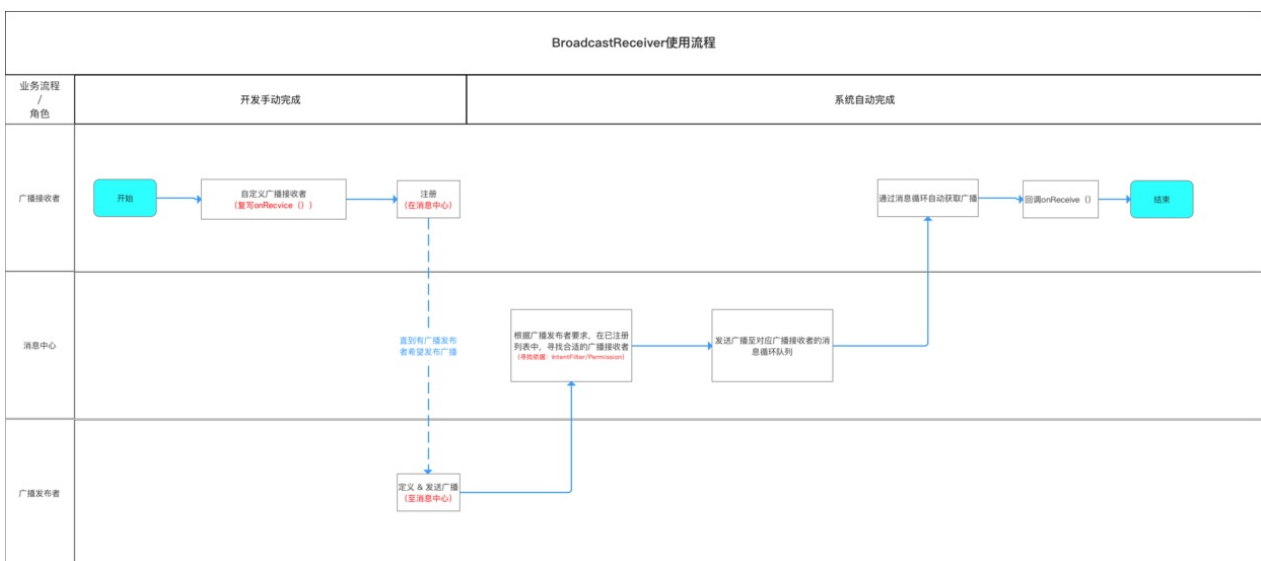 BroadcastReceiver使用流程
业务流程
/
角色
开发手动完成
系统自动完成
广播接收者
开始
自定义广播接收者
（复写onRecvice（））
注册
（在消息中心）
通过消息循环自动获取广播
回调onReceive（）
结束
直到有广播发布
者希望发布广播
消息中心
根据广播发布者要求，在已注册
列表中，寻找合适的广播接收者
（寻找依据：IntentFilter/Permission）
发送广播至对应广播接收者的消
息循环队列
广播发布者
定义 & 发送广播
（至消息中心）